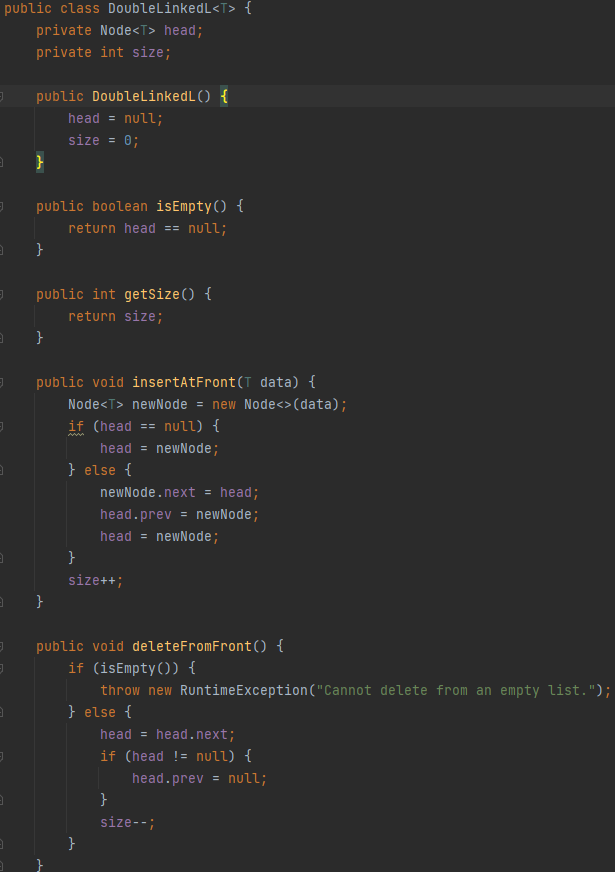 public class DoubleLinkedL<T> {
    private Node<T> head;
    private int size;

    public DoubleLinkedL() {
        head = null;
        size = 0;
    }

    public boolean isEmpty() {
        return head == null;
    }

    public int getSize() {
        return size;
    }

    public void insertAtFront(T data) {
        Node<T> newNode = new Node<>(data);
        if (head == null) {
            head = newNode;
        } else {
            newNode.next = head;
            head.prev = newNode;
            head = newNode;
        }
        size++;
    }

    public void deleteFromFront() {
        if (isEmpty()) {
            throw new RuntimeException("Cannot delete from an empty list.");
        } else {
            head = head.next;
            if (head != null) {
                head.prev = null;
            }
            size--;
        }
    }